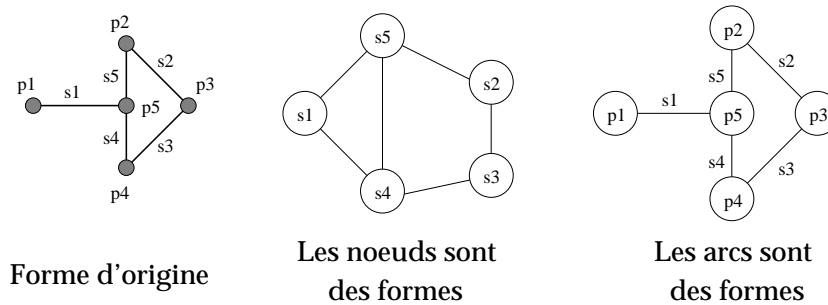 p2
s2
p1
s1
s5
p5
p3
s4
s3
p4
Forme d'origine
s5
s2
s1
s3
s4
Les noeuds sont
des formes
p2
s2
s5
p1
s1
p5
p3
s4
s3
p4
Les arcs sont
des formes